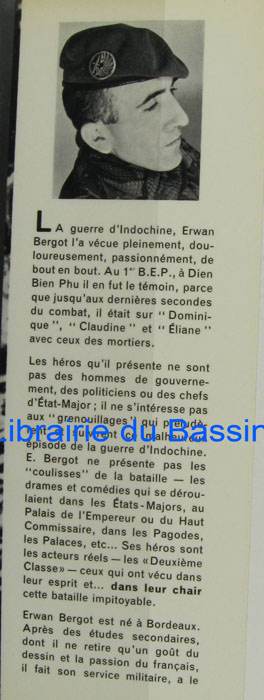 LA guerre d'Indochine, Erwan
Bergot l'a vécue pleinement, dou-
loureusement, passionnément, de
bout en bout. Au 1er B.E.P., à Dien
Bien Phu il en fut le témoin, parce
que jusqu'aux dernières secondes
du combat, il était sur "Domini-
que", "Claudine" et "Éliane"
avec ceux des mortiers.
Les héros qu'il présente ne sont
pas des hommes de gouverne-
ment, des politiciens ou des chefs
d'État-Major ; il ne s'intéresse pas
aux "grenouillages"
Librairie du Bassin
épisode de la guerre d'Indochine.
E. Bergot ne présente pas les
"coulisses" de la bataille — les
drames et comédies qui se dérou-
laient dans les États-Majors, au
Palais de l'Empereur ou du Haut
Commissaire, dans les Pagodes,
les Palaces, etc... Ses héros sont
les acteurs réels — les «Deuxième
Classe» — ceux qui ont vécu dans
leur esprit et... dans leur chair
cette bataille impitoyable.
Erwan Bergot est né à Bordeaux.
Après des études secondaires,
dont il ne retire qu'un goût du
dessin et la passion du français,
il fait son service militaire, a le